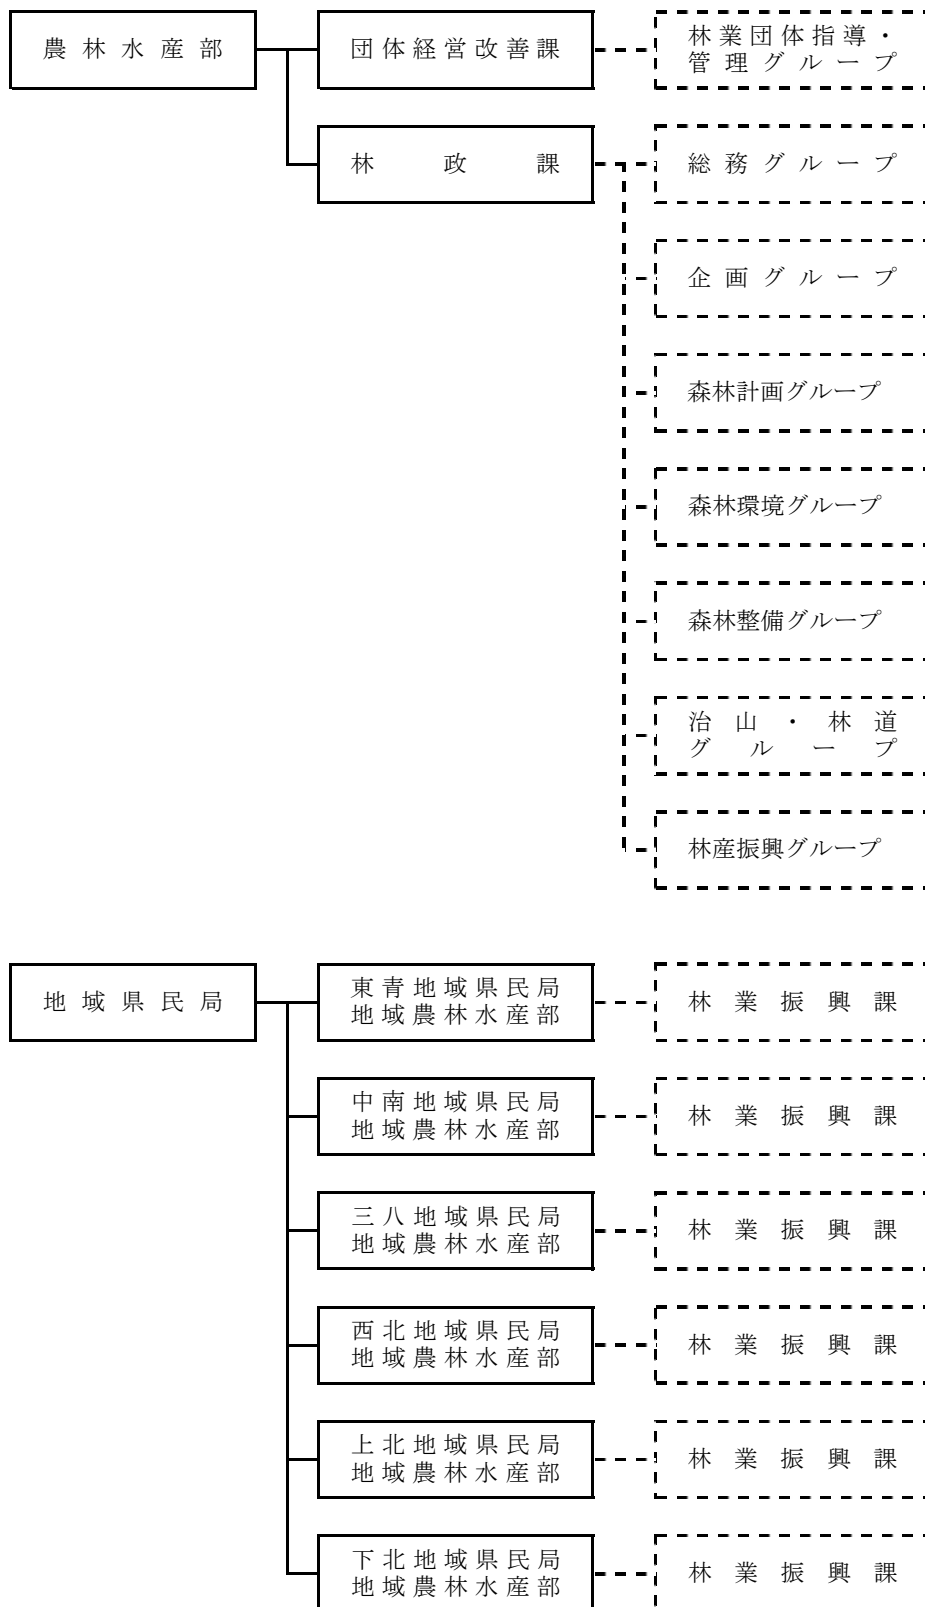 農林水産部
団体経営改善課
林業団体指導・
管理グループ
林政課
総務グループ
企画グループ
森林計画グループ
森林環境グループ
森林整備グループ
治山・林道
グループ
林産振興グループ
地域県民局
東青地域県民局
地域農林水産部
林業振興課
中南地域県民局
地域農林水産部
林業振興課
三八地域県民局
地域農林水産部
林業振興課
西北地域県民局
地域農林水産部
林業振興課
上北地域県民局
地域農林水産部
林業振興課
下北地域県民局
地域農林水産部
林業振興課